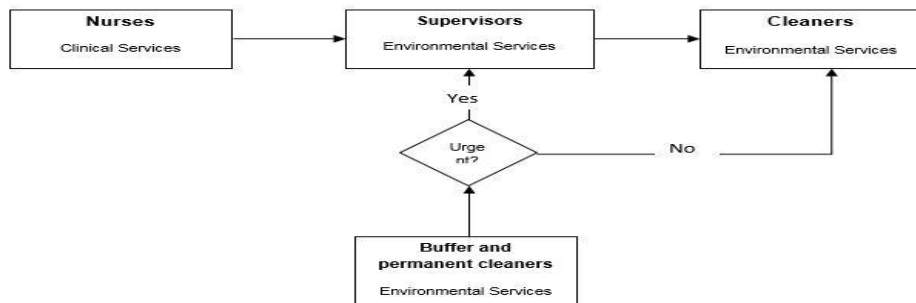 Nurses
Clinical Services
Supervisors
Environmental Services
Cleaners
Environmental Services
Yes
Urge
nt?
No
Buffer and
permanent cleaners
Environmental Services